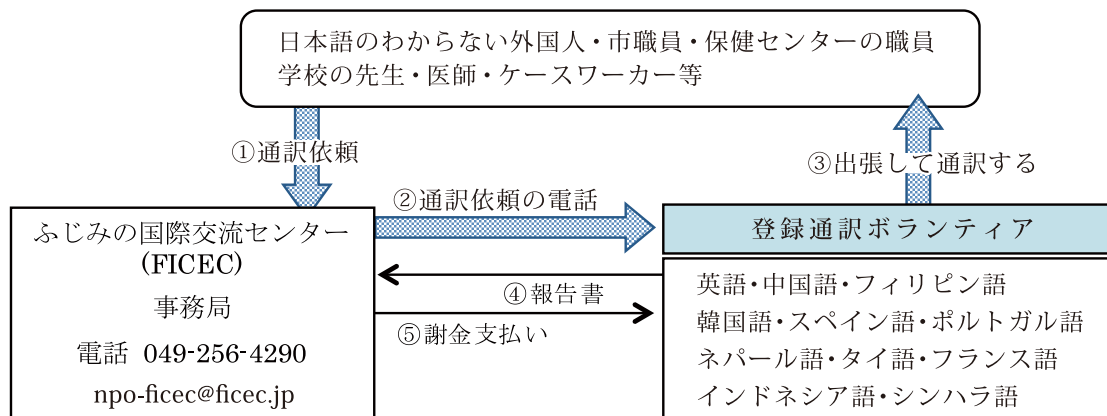 日本語のわからない外国人・市職員・保健センターの職員
学校の先生・医師・ケースワーカー等
①通訳依頼
③出張して通訳する
②通訳依頼の電話
ふじみの国際交流センター
(FICEC)
事務局
電話 049-256-4290
npo-ficec@ficec.jp
④報告書
⑤謝金支払い
登録通訳ボランティア
英語・中国語・フィリピン語
韓国語・スペイン語・ポルトガル語
ネパール語・タイ語・フランス語
インドネシア語・シンハラ語